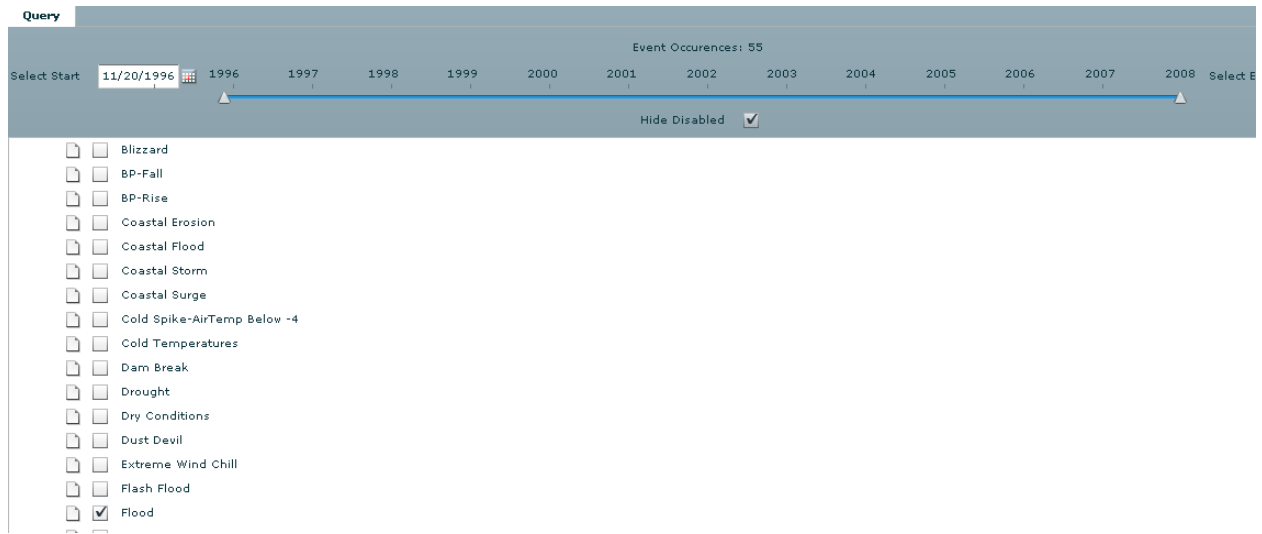 Query
Event Occurences: 55
Select Start 11/20/1996 1996 1997 1998 1999 2000 2001 2002 2003 2004 2005 2006 2007 2008 Select E
Hide Disabled
Blizzard
BP-Fall
BP-Rise
Coastal Erosion
Coastal Flood
Coastal Storm
Coastal Surge
Cold Spike-AirTemp Below -4
Cold Temperatures
Dam Break
Drought
Dry Conditions
Dust Devil
Extreme Wind Chill
Flash Flood
Flood